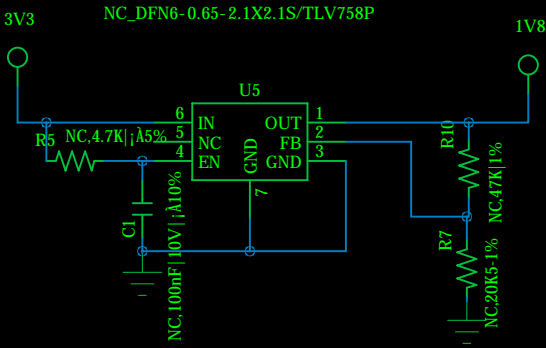 NC_DFN6-0.65-2.1X2.1S/TLV758P
3V3
1V8
U5
6 IN
OUT 1
5 NC
FB 2
4 EN
GND 3
GND
7
R5
NC,4.7K|¡À5%
C1
NC,100nF|10V|¡À10%
R10
NC,47K|1%
R7
NC,20K5-1%